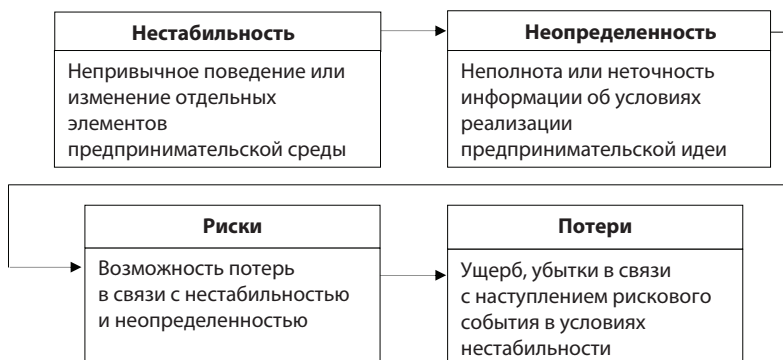 Нестабильность
Непривычное поведение или
изменение отдельных
элементов
предпринимательской среды
Неопределенность
Неполнота или неточность
информации об условиях
реализации
предпринимательской идеи
Риски
Возможность потерь
в связи с нестабильностью
и неопределенностью
Потери
Ущерб, убытки в связи
с наступлением рискового
события в условиях
нестабильности